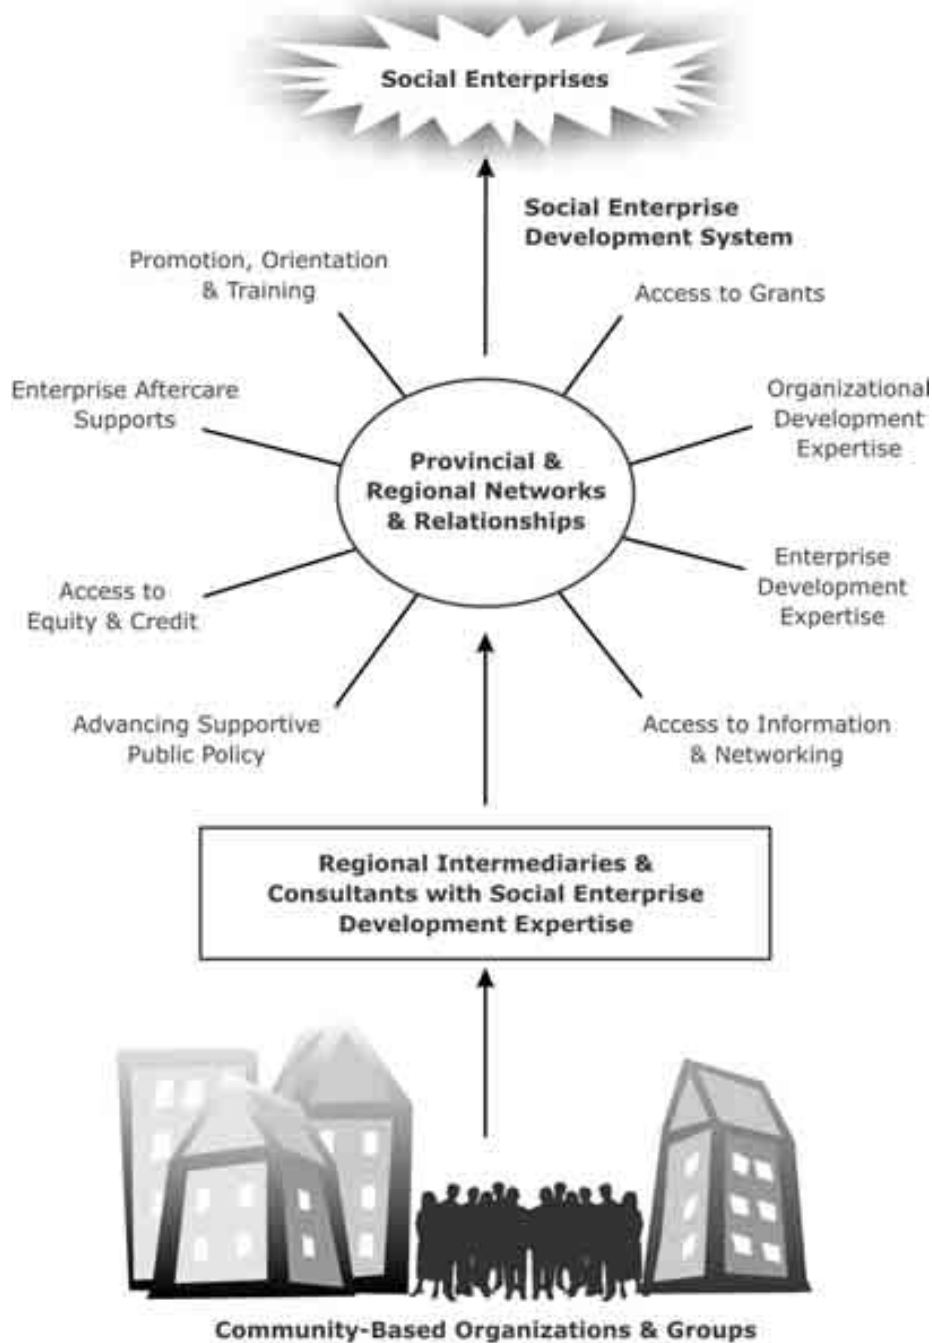 Social Enterprises
Social Enterprise
Development System
Promotion, Orientation
& Training
Access to Grants
Enterprise Aftercare
Supports
Organizational
Development
Expertise
Provincial &
Regional Networks
& Relationships
Access to
Equity & Credit
Enterprise
Development
Expertise
Advancing Supportive
Public Policy
Access to Information
& Networking
Regional Intermediaries &
Consultants with Social Enterprise
Development Expertise
Community-Based Organizations & Groups